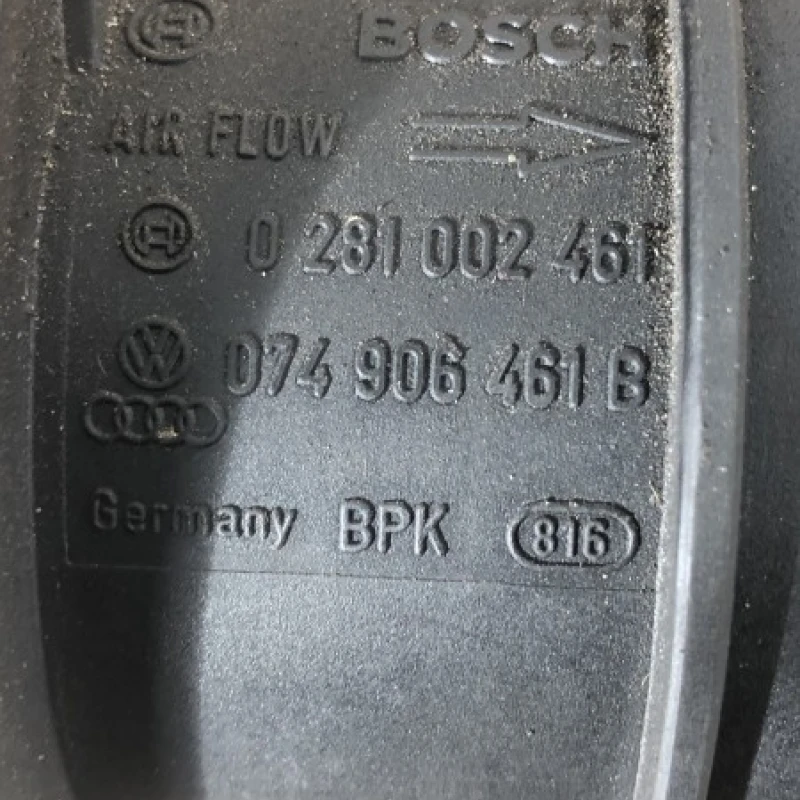 BOSCH
AIR FLOW
0 281 002 461
074 906 461 B
Germany BPK 816